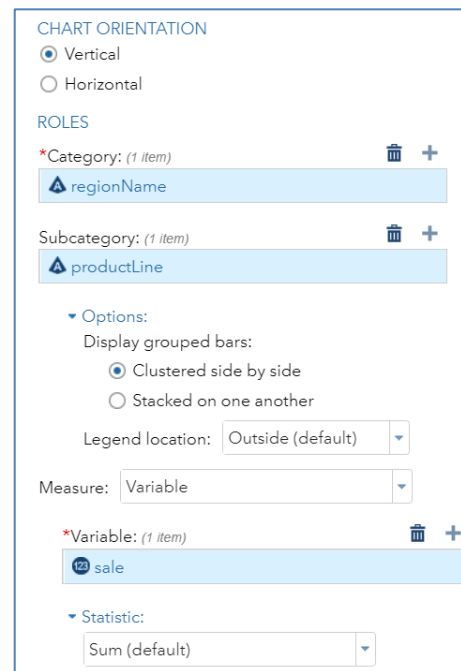 CHART ORIENTATION
Vertical
Horizontal
ROLES
*Category: (1 item)
A regionName
Subcategory: (1 item)
A productLine
Options:
Display grouped bars:
Clustered side by side
Stacked on one another
Legend location: Outside (default)
Measure: Variable
*Variable: (1 item)
123 sale
Statistic:
Sum (default)